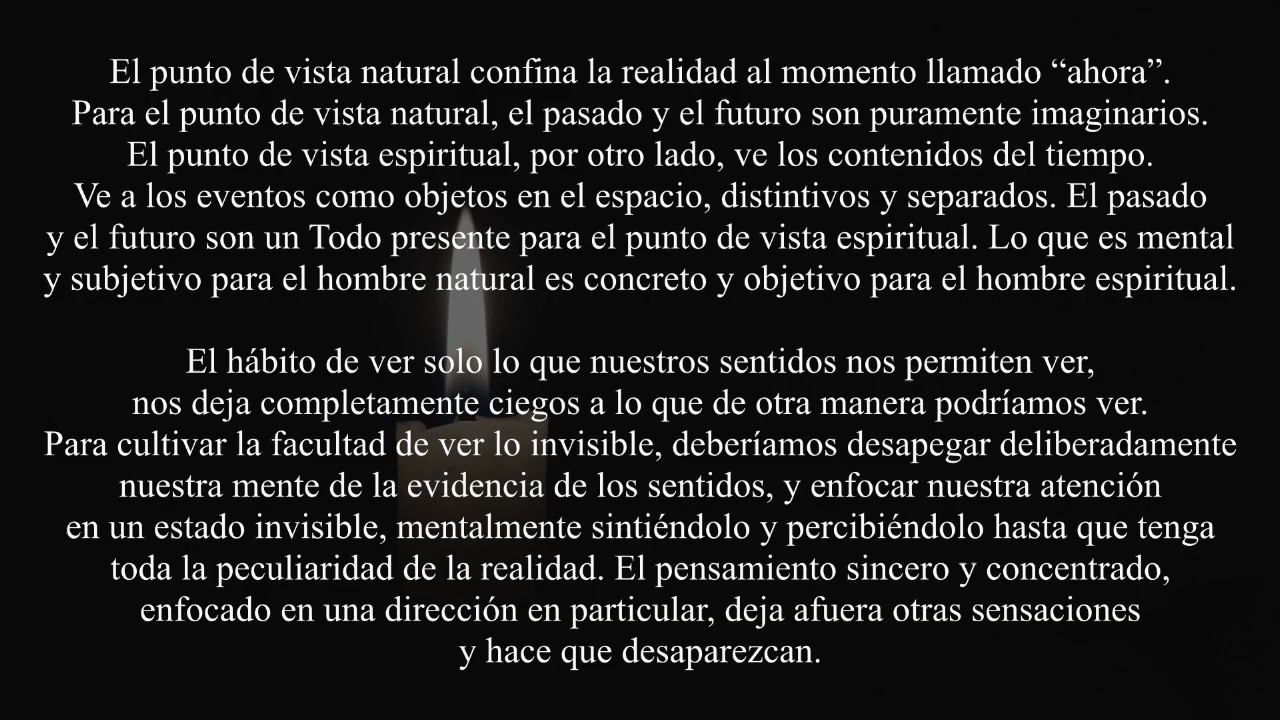 El punto de vista natural confina la realidad al momento llamado “ahora”.
Para el punto de vista natural, el pasado y el futuro son puramente imaginarios.
El punto de vista espiritual, por otro lado, ve los contenidos del tiempo.
Ve a los eventos como objetos en el espacio, distintivos y separados. El pasado
y el futuro son un Todo presente para el punto de vista espiritual. Lo que es mental
y subjetivo para el hombre natural es concreto y objetivo para el hombre espiritual.

El hábito de ver solo lo que nuestros sentidos nos permiten ver,
nos deja completamente ciegos a lo que de otra manera podríamos ver.
Para cultivar la facultad de ver lo invisible, deberíamos desapegar deliberadamente
nuestra mente de la evidencia de los sentidos, y enfocar nuestra atención
en un estado invisible, mentalmente sintiéndolo y percibiéndolo hasta que tenga
toda la peculiaridad de la realidad. El pensamiento sincero y concentrado,
enfocado en una dirección en particular, deja afuera otras sensaciones
y hace que desaparezcan.